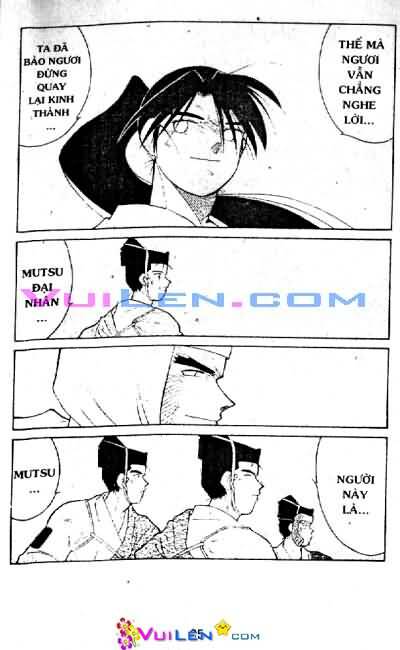 THẾ MÀ
NGƯƠI
VẪN
CHẲNG
NGHE
LỜI...
TA ĐÃ
BẢO NGƯƠI
ĐỪNG
QUAY
LẠI KINH
THÀNH
...
MUTSU
ĐẠI
NHÂN
...
VUILEN.COM
NGƯỜI
NÀY
LÀ...
MUTSU
...
85
VUILEN.COM